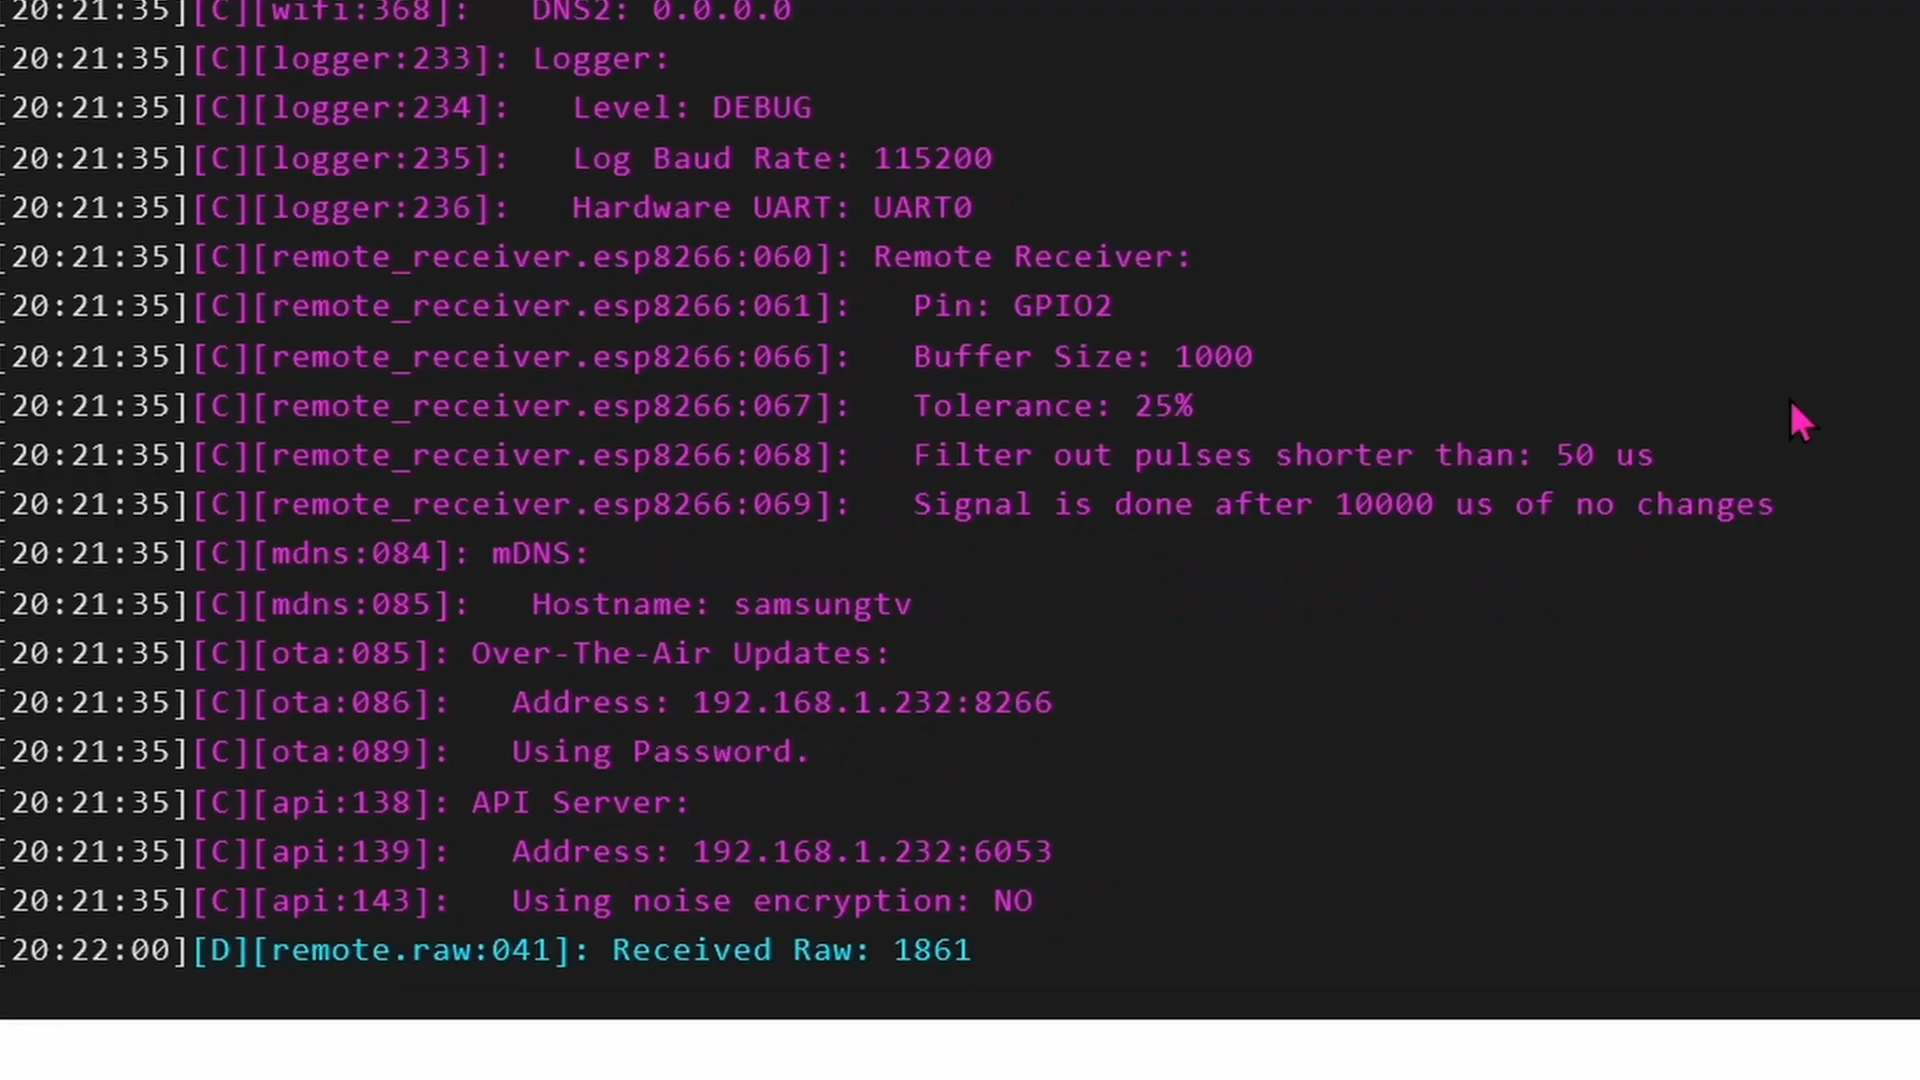 [20:21:35][C][wifi:368]:   DNS2: 0.0.0.0
[20:21:35][C][logger:233]: Logger:
[20:21:35][C][logger:234]:   Level: DEBUG
[20:21:35][C][logger:235]:   Log Baud Rate: 115200
[20:21:35][C][logger:236]:   Hardware UART: UART0
[20:21:35][C][remote_receiver.esp8266:060]: Remote Receiver:
[20:21:35][C][remote_receiver.esp8266:061]:   Pin: GPIO2
[20:21:35][C][remote_receiver.esp8266:066]:   Buffer Size: 1000
[20:21:35][C][remote_receiver.esp8266:067]:   Tolerance: 25%
[20:21:35][C][remote_receiver.esp8266:068]:   Filter out pulses shorter than: 50 us
[20:21:35][C][remote_receiver.esp8266:069]:   Signal is done after 10000 us of no changes
[20:21:35][C][mdns:084]: mDNS:
[20:21:35][C][mdns:085]:   Hostname: samsungtv
[20:21:35][C][ota:085]: Over-The-Air Updates:
[20:21:35][C][ota:086]:   Address: 192.168.1.232:8266
[20:21:35][C][ota:089]:   Using Password.
[20:21:35][C][api:138]: API Server:
[20:21:35][C][api:139]:   Address: 192.168.1.232:6053
[20:21:35][C][api:143]:   Using noise encryption: NO
[20:22:00][D][remote.raw:041]: Received Raw: 1861